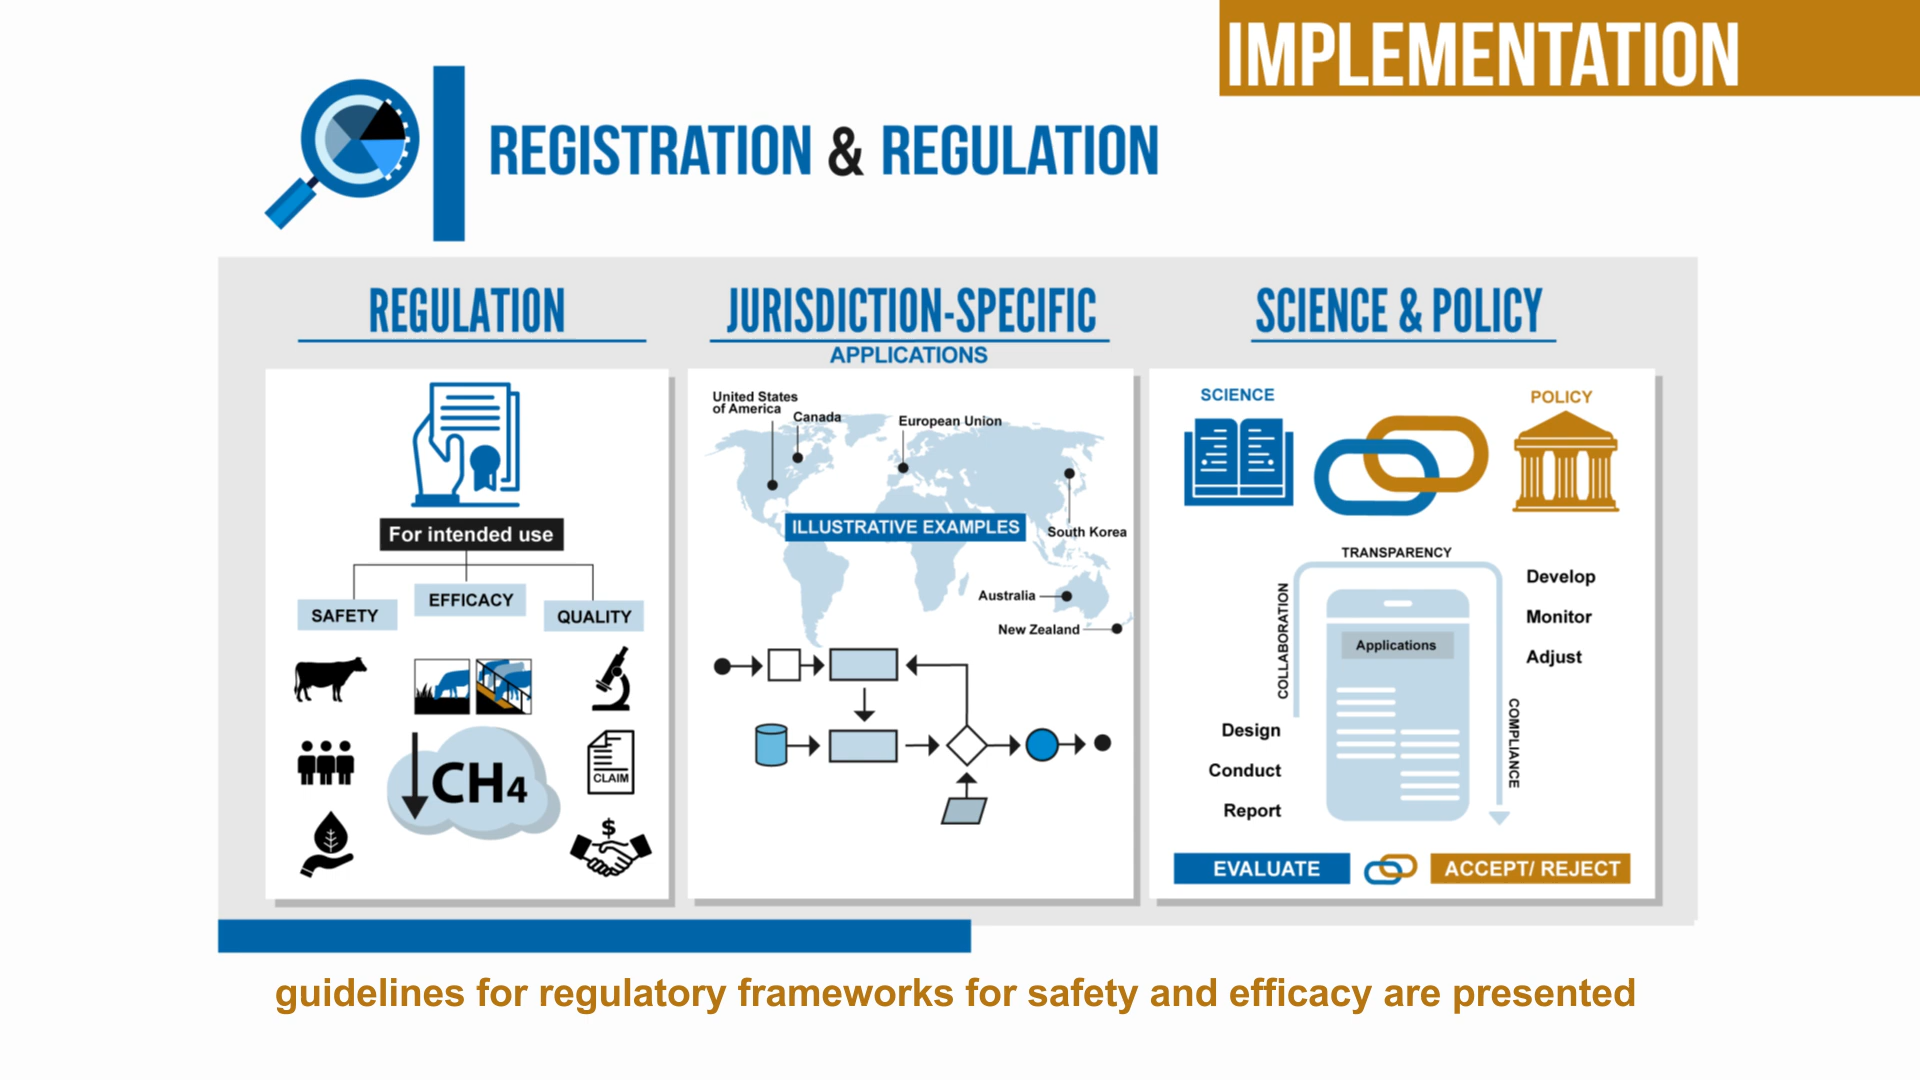 IMPLEMENTATION
REGISTRATION & REGULATION
REGULATION
For intended use
SAFETY
EFFICACY
QUALITY
CH4
CLAIM
$
JURISDICTION-SPECIFIC
APPLICATIONS
United States
of America
Canada
European Union
ILLUSTRATIVE EXAMPLES
South Korea
Australia
New Zealand
SCIENCE & POLICY
SCIENCE
POLICY
TRANSPARENCY
COLLABORATION
Applications
COMPLIANCE
Develop
Monitor
Adjust
Design
Conduct
Report
EVALUATE
ACCEPT/ REJECT
guidelines for regulatory frameworks for safety and efficacy are presented